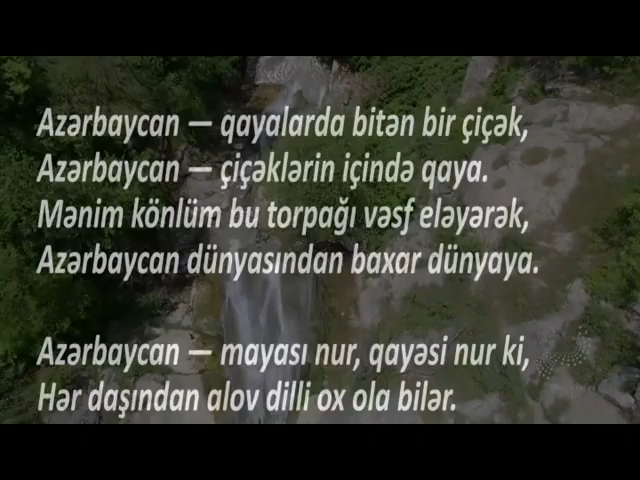 Azərbaycan — qayalarda bitən bir çiçək,
Azərbaycan — çiçəklərin içində qaya.
Mənim könlüm bu torpağı vəsf eləyərək,
Azərbaycan dünyasından baxar dünyaya.
Azərbaycan — mayası nur, qayəsi nur ki,
Hər daşından alov dilli ox ola bilər.